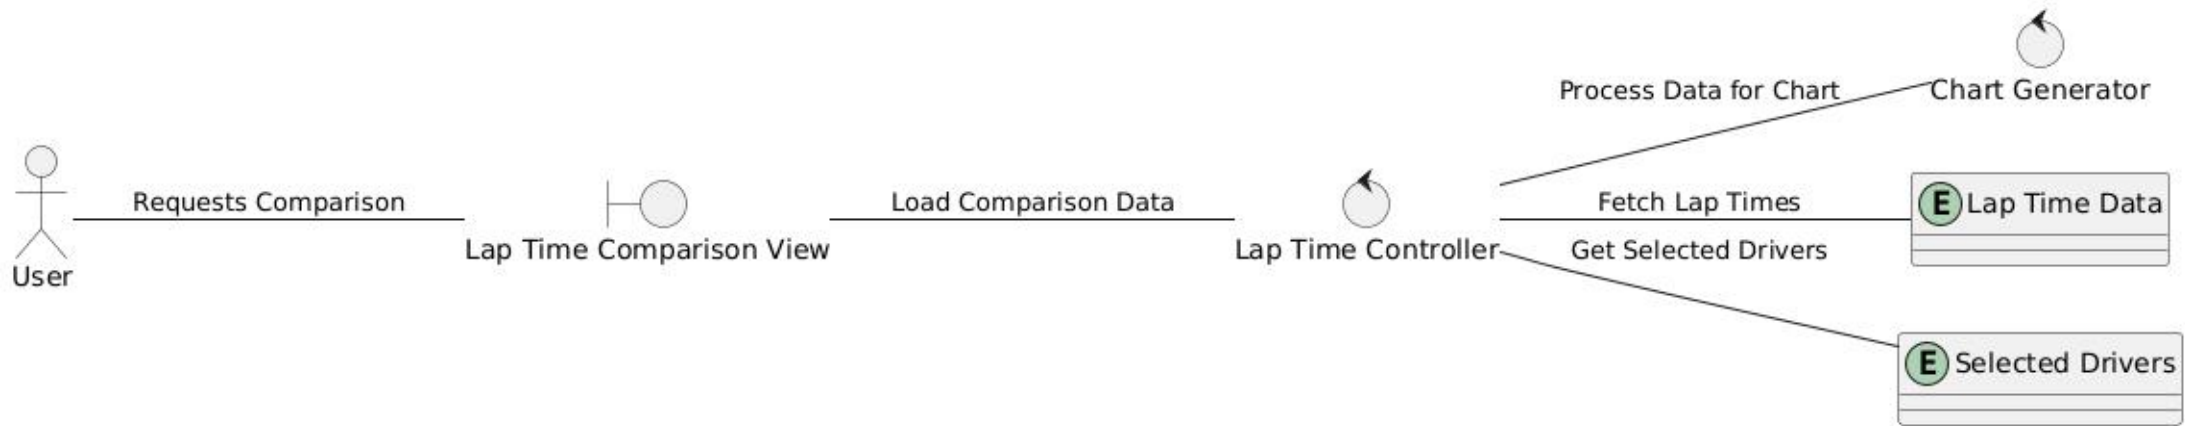 Process Data for Chart
Chart Generator
Requests Comparison
Load Comparison Data
Fetch Lap Times
E Lap Time Data
User
Lap Time Comparison View
Lap Time Controller
Get Selected Drivers
E Selected Drivers